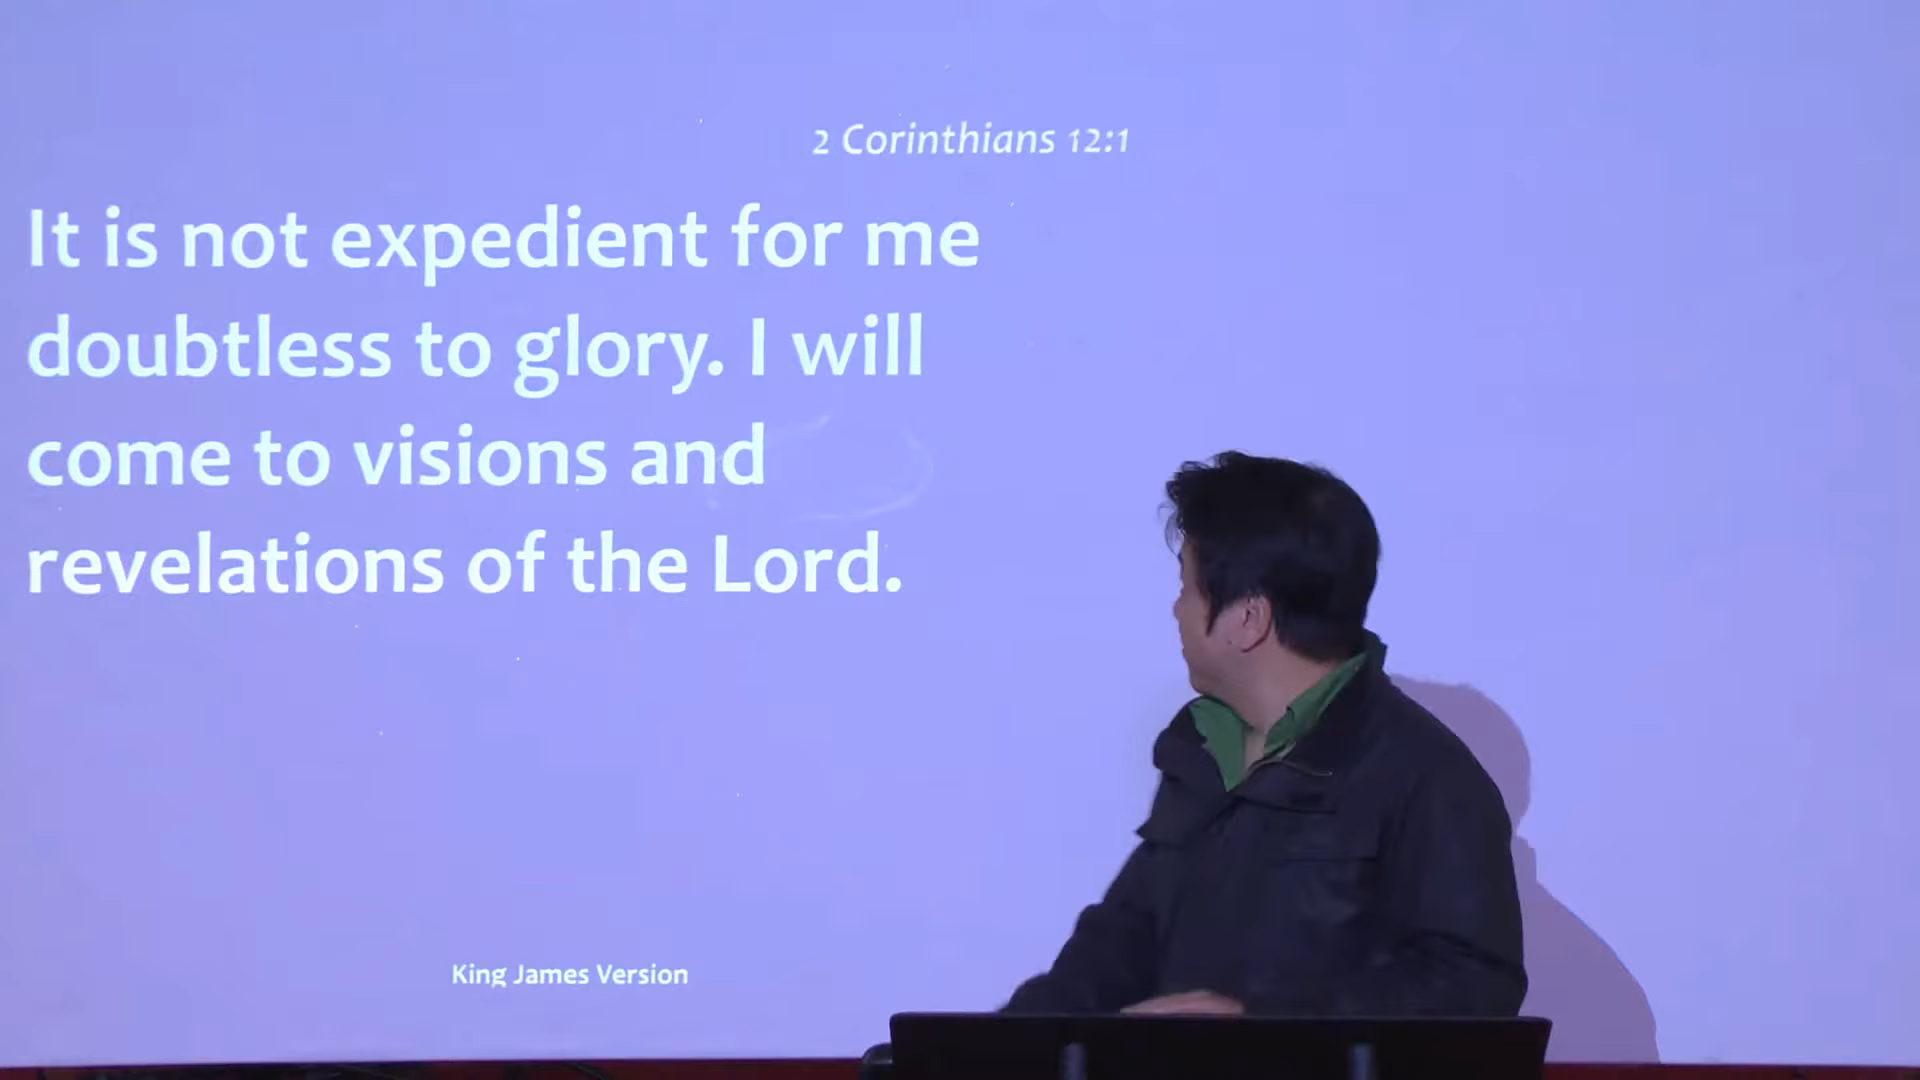 2 Corinthians 12:1
It is not expedient for me
doubtless to glory. I will
come to visions and
revelations of the Lord.
King James Version